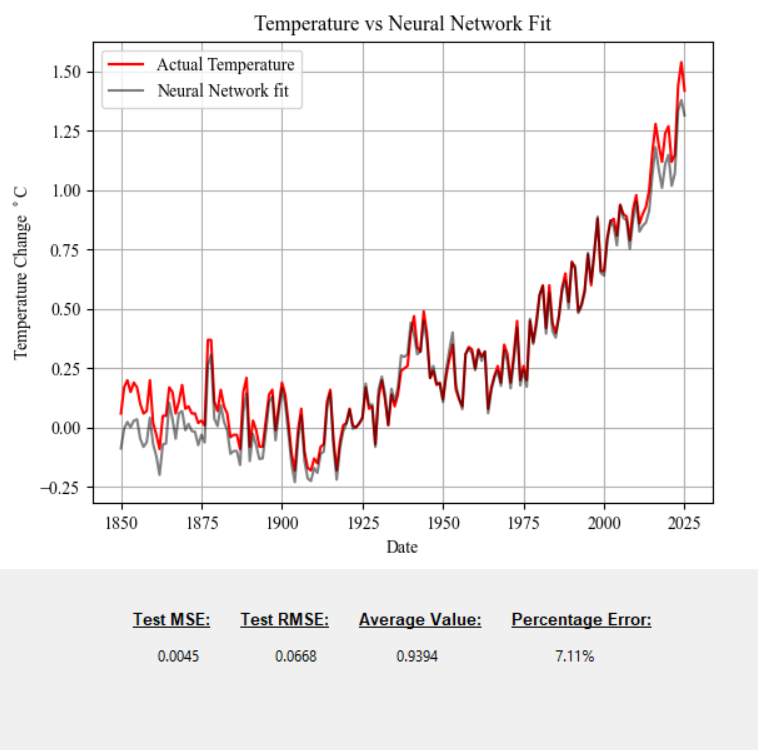 Temperature vs Neural Network Fit
Actual Temperature
Neural Network fit
1.50
1.25
1.00
0.75
0.50
0.25
0.00
−0.25
Temperature Change °C
1850 1875 1900 1925 1950 1975 2000 2025
Date
Test MSE: Test RMSE: Average Value: Percentage Error:
0.0045 0.0668 0.9394 7.11%